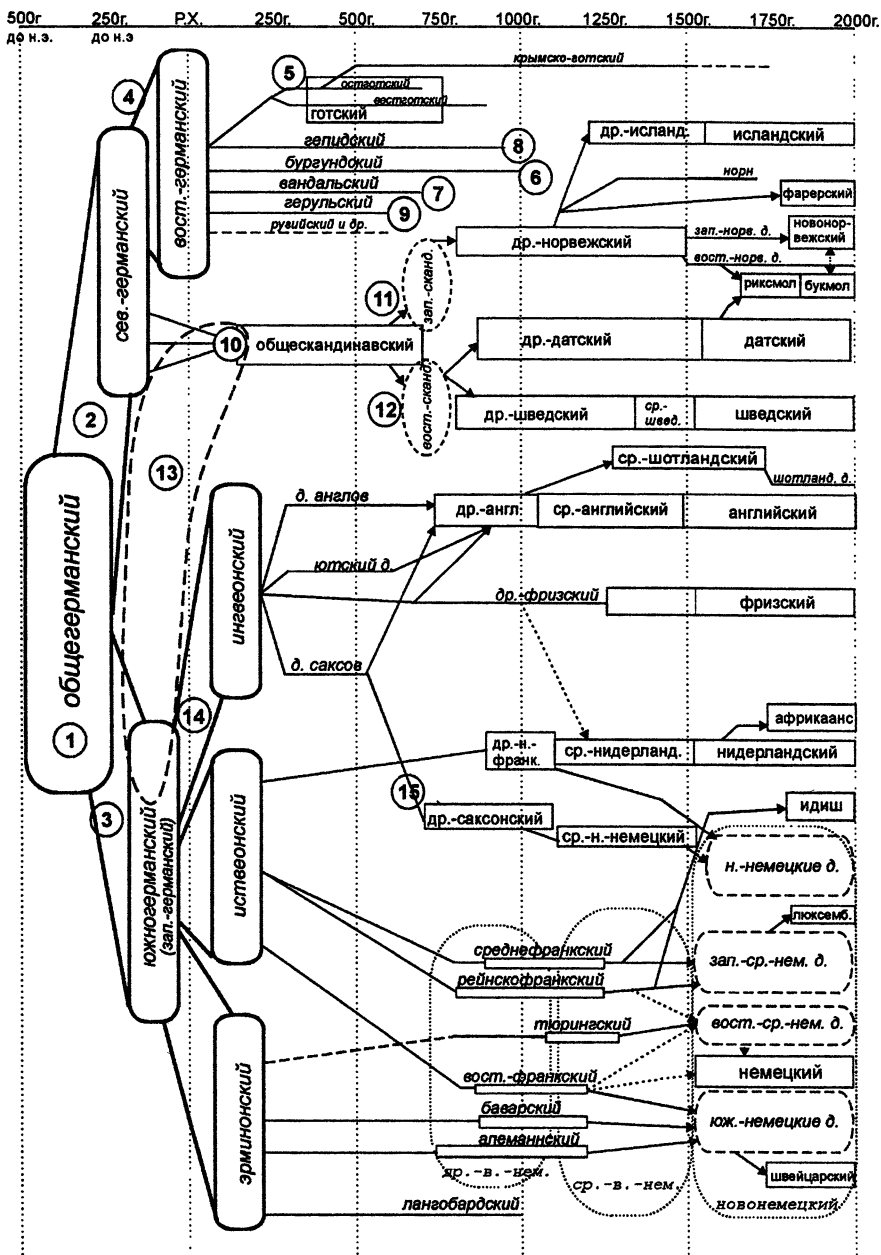 500г. 250г. Р.Х. 250г. 500г. 750г. 1000г. 1250г. 1500г. 1750г. 2000г.
до н.э. до н.э
крымско-готский
5
остготский
вестготский
готский
4
вост.-германский
гепидский
8
бургундский
6
вандальский
7
герульский
9
ругийский и др.
др.-исланд. исландский
норн
фарерский
др.-норвежский
зап.-норв. д.
новонор-
вежский
вост.-норв. д.
риксмол букмол
сев.-германский
11
зап.-сканд.
10
общескандинавский
др.-датский датский
12
вост.-сканд.
др.-шведский
ср.-
швед.
шведский
2
13
ср.-шотландский
шотланд. д.
общегерманский
1
ингвеонский
д. англов
др.-англ ср.-английский английский
ютский д.
др.-фризский
фризский
д. саксов
14
африкаанс
др.-н.-
франк.
ср.-нидерланд. нидерландский
3
южногерманский
(зап.-германский)
иствеонский
15
др.-саксонский
ср.-н.-немецкий
идиш
н.-немецкие д.
люксемб.
среднефранкский
зап.-ср.-нем. д.
рейнскофранкский
тюрингский
вост.-ср.-нем. д.
эрминонский
вост.-франкский
немецкий
баварский
юж.-немецкие д.
алеманнский
др.-в.-нем.
ср.-в.-нем.
швейцарский
новонемецкий
лангобардский